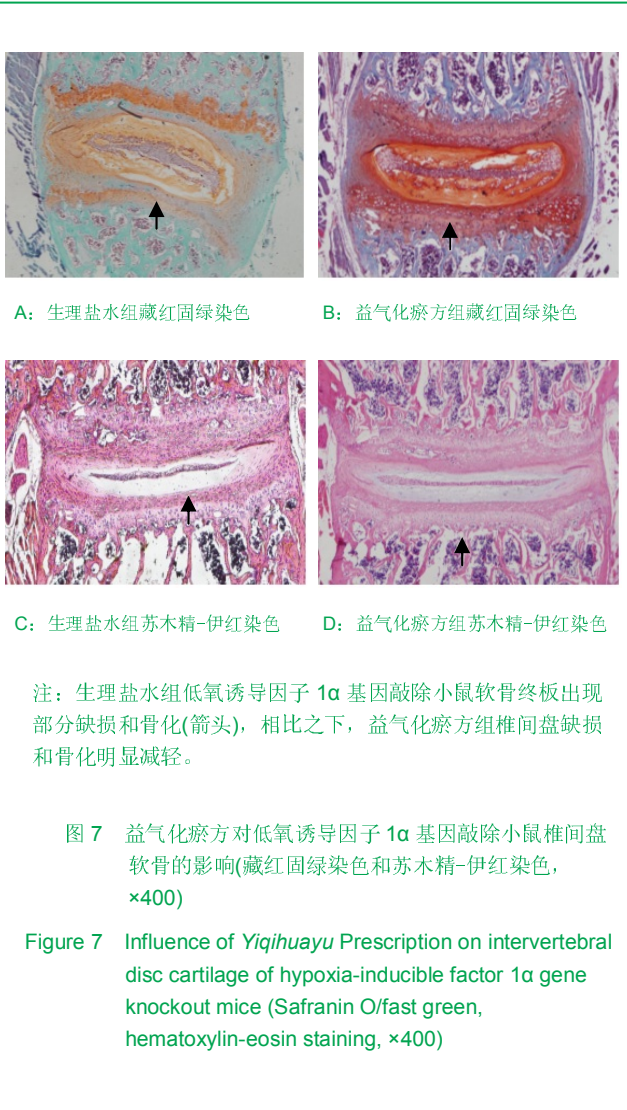 A：生理盐水组藏红固绿染色
B：益气化瘀方组藏红固绿染色
C：生理盐水组苏木精-伊红染色
D：益气化瘀方组苏木精-伊红染色
注：生理盐水组低氧诱导因子 1α 基因敲除小鼠软骨终板出现
部分缺损和骨化(箭头)，相比之下，益气化瘀方组椎间盘缺损
和骨化明显减轻。
图 7 益气化瘀方对低氧诱导因子 1α 基因敲除小鼠椎间盘
软骨的影响(藏红固绿染色和苏木精-伊红染色，
×400)
Figure 7 Influence of Yiqihuayu Prescription on intervertebral
disc cartilage of hypoxia-inducible factor 1α gene
knockout mice (Safranin O/fast green,
hematoxylin-eosin staining, ×400)